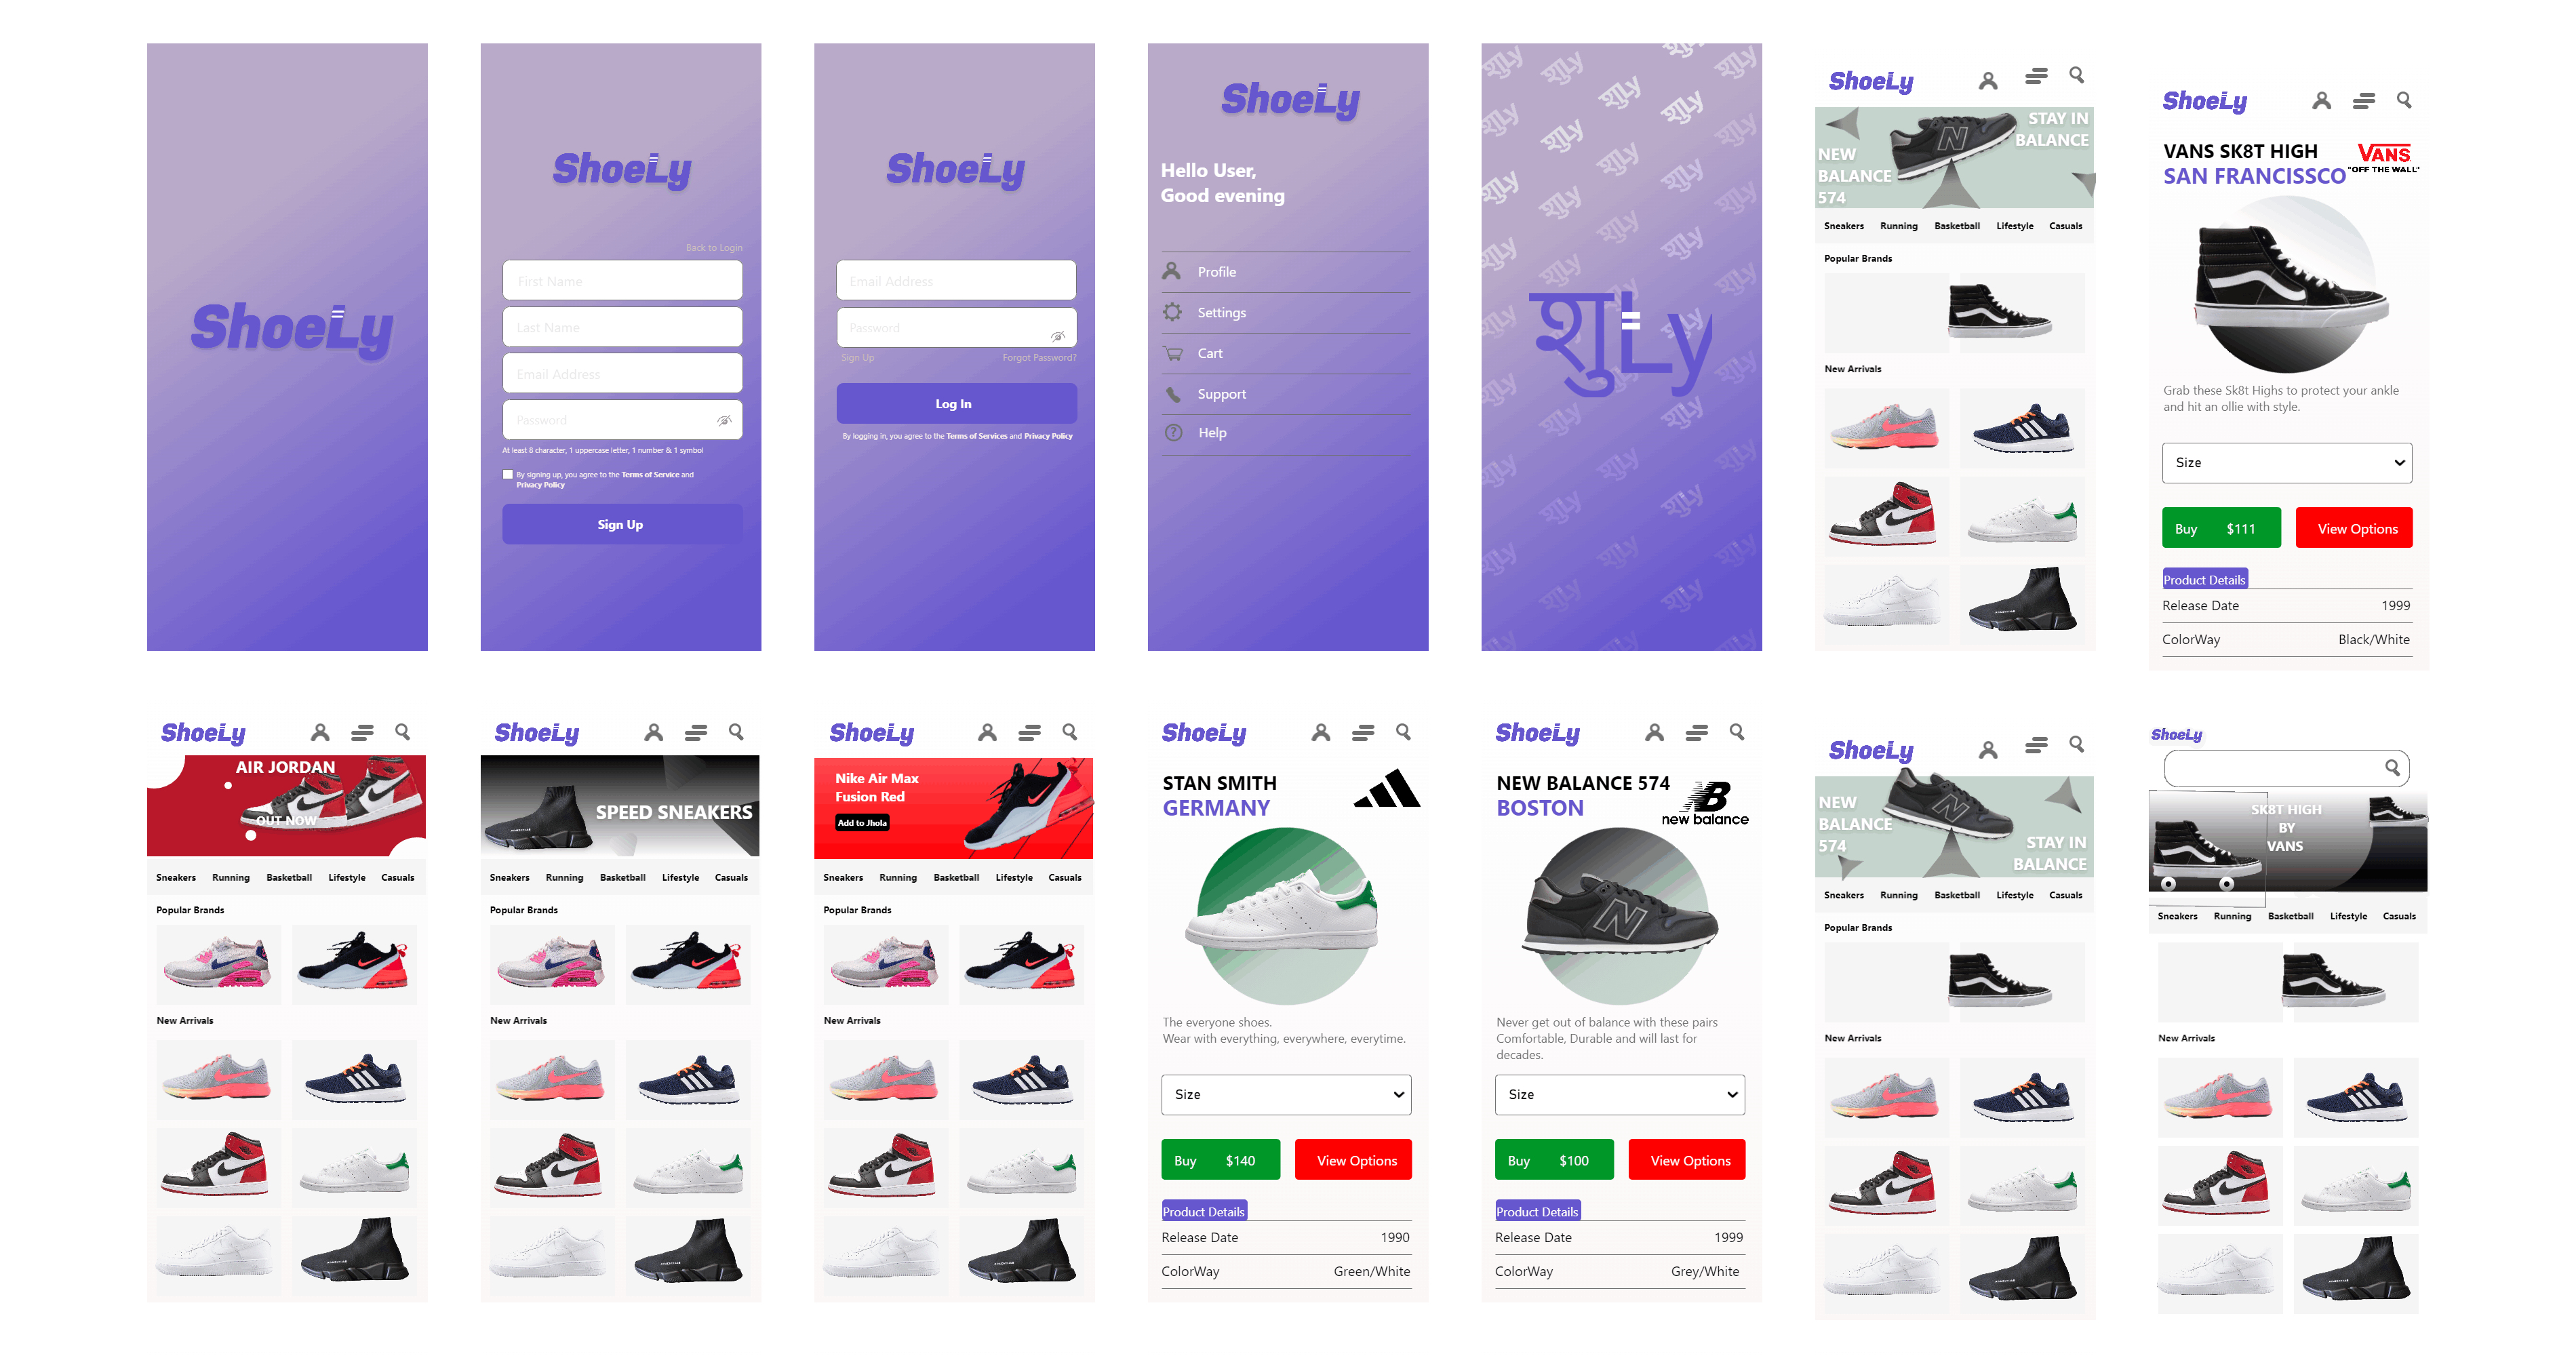 ShoeLy
ShoeLy
Back to Login
First Name
Last Name
Email Address
Password
At least 8 character, 1 uppercase letter, 1 number & 1 symbol
By signing up, you agree to the Terms of Service and
Privacy Policy
Sign Up
ShoeLy
Email Address
Password
Sign Up
Forgot Password?
Log In
By logging in, you agree to the Terms of Services and Privacy Policy
ShoeLy
Hello User,
Good evening
Profile
Settings
Cart
Support
Help
शुLy
ShoeLy
STAY IN
BALANCE
NEW
BALANCE
574
Sneakers Running Basketball Lifestyle Casuals
Popular Brands
New Arrivals
ShoeLy
VANS SK8T HIGH
SAN FRANCISSCO
VANS
"OFF THE WALL"
Grab these Sk8t Highs to protect your ankle
and hit an ollie with style.
Size
Buy $111
View Options
Product Details
Release Date 1999
ColorWay Black/White
ShoeLy
AIR JORDAN
OUT NOW
Sneakers Running Basketball Lifestyle Casuals
Popular Brands
New Arrivals
ShoeLy
SPEED SNEAKERS
Sneakers Running Basketball Lifestyle Casuals
Popular Brands
New Arrivals
ShoeLy
Nike Air Max
Fusion Red
Add to Jhola
Sneakers Running Basketball Lifestyle Casuals
Popular Brands
New Arrivals
ShoeLy
STAN SMITH
GERMANY
The everyone shoes.
Wear with everything, everywhere, everytime.
Size
Buy $140
View Options
Product Details
Release Date 1990
ColorWay Green/White
ShoeLy
NEW BALANCE 574
BOSTON
new balance
Never get out of balance with these pairs
Comfortable, Durable and will last for
decades.
Size
Buy $100
View Options
Product Details
Release Date 1999
ColorWay Grey/White
ShoeLy
NEW
BALANCE
574
STAY IN
BALANCE
Sneakers Running Basketball Lifestyle Casuals
Popular Brands
New Arrivals
ShoeLy
SK8T HIGH
BY
VANS
Sneakers Running Basketball Lifestyle Casuals
New Arrivals